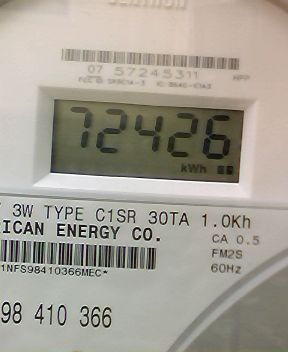 07 57245311 HPP
72426
kWh
3W TYPE C1SR 30TA 1.0Kh
ICAN ENERGY CO. CA 0.5
FM2S
1NFS98410366MEC* 60Hz
98 410 366